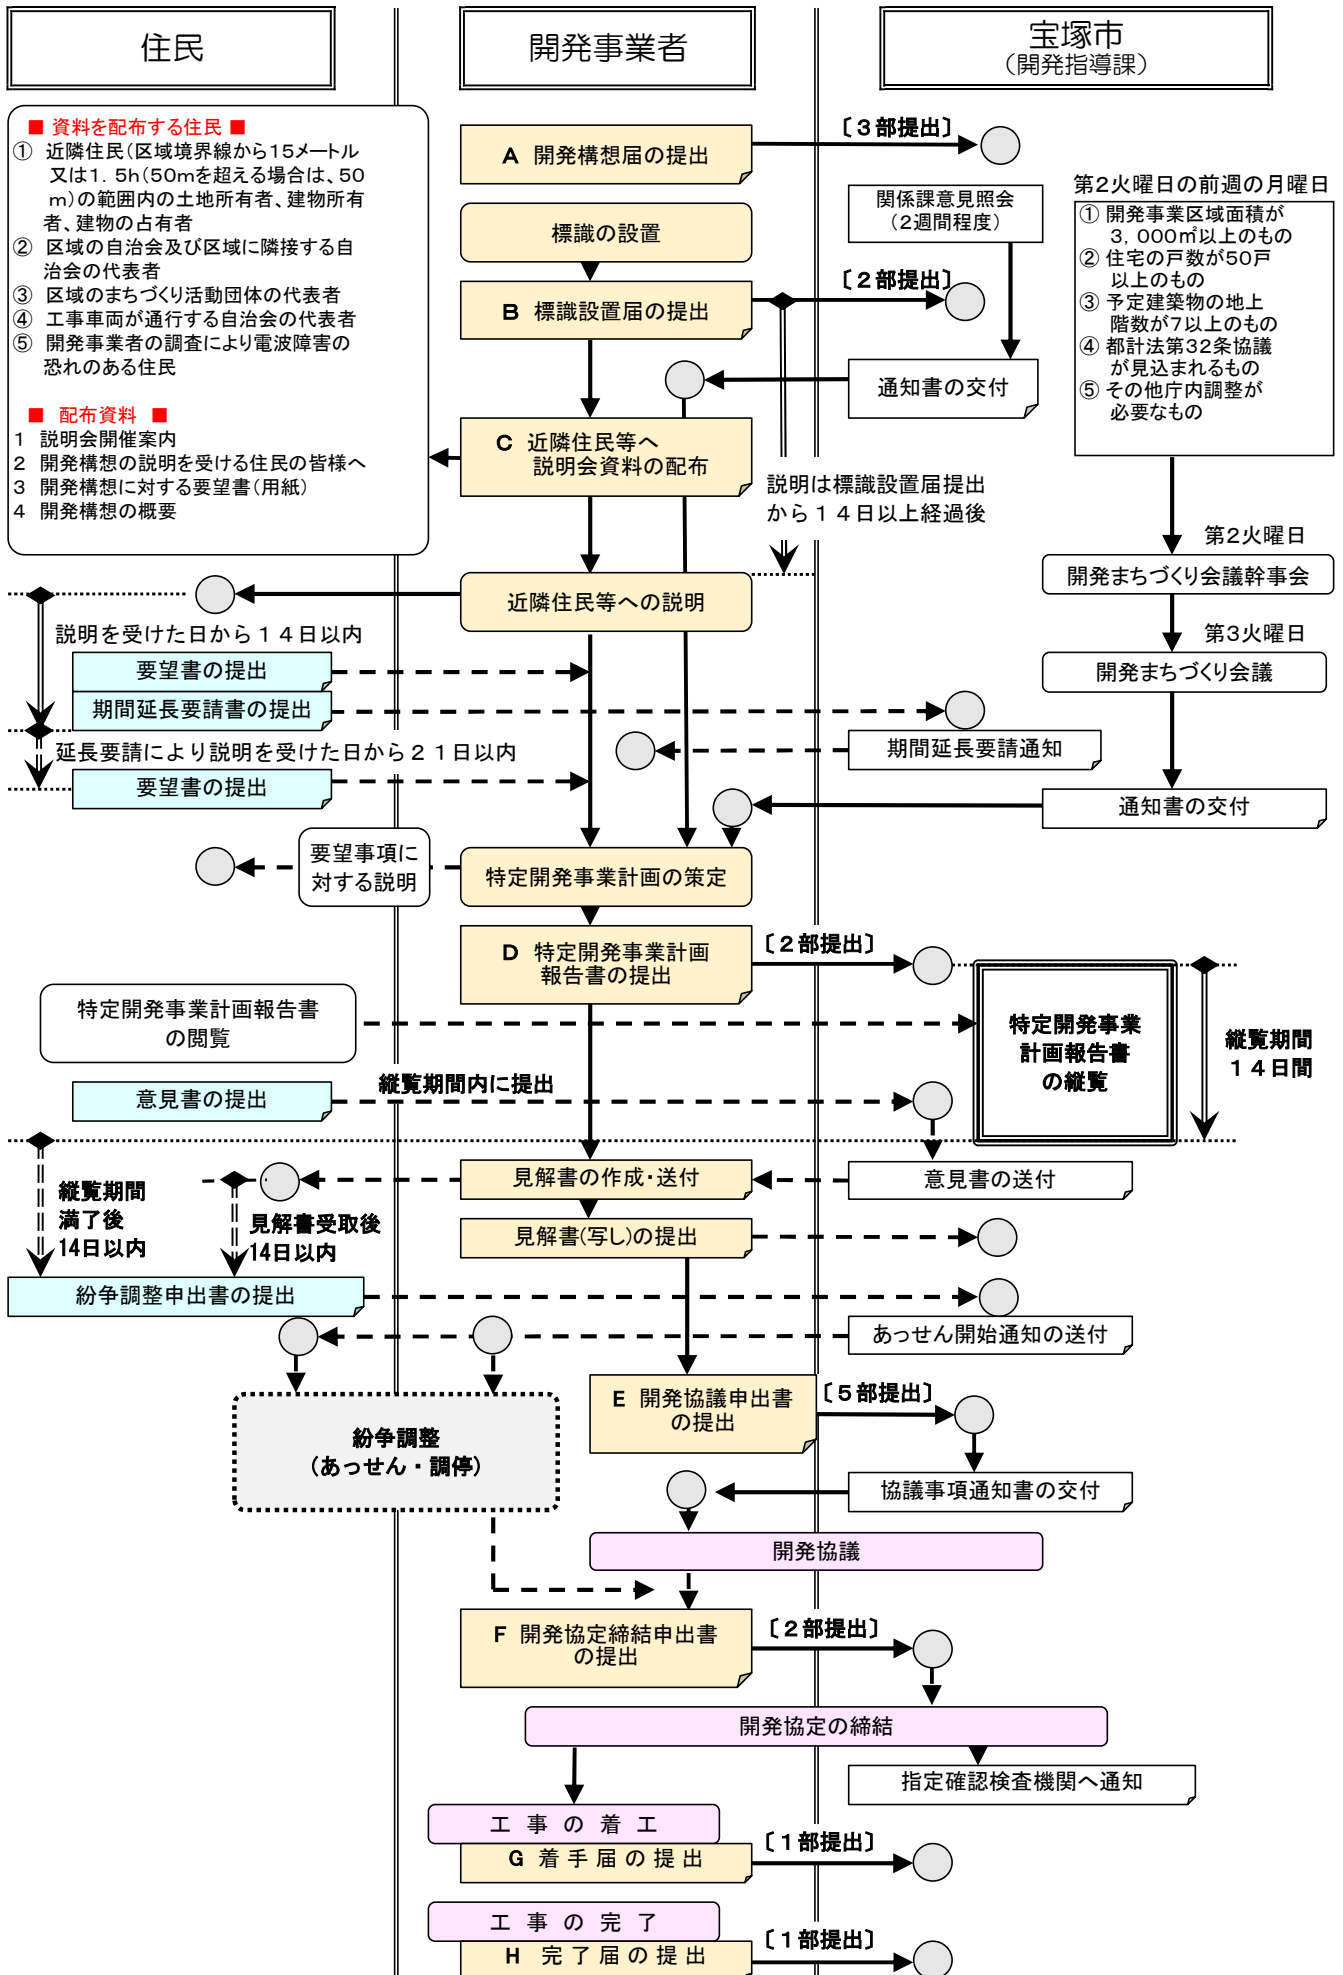 住民
開発事業者
宝塚市
（開発指導課）
■ 資料を配布する住民 ■
① 近隣住民（区域境界線から15メートル
又は1．5h（50mを超える場合は、50
m）の範囲内の土地所有者、建物所有
者、建物の占有者
② 区域の自治会及び区域に隣接する自
治会の代表者
③ 区域のまちづくり活動団体の代表者
④ 工事車両が通行する自治会の代表者
⑤ 開発事業者の調査により電波障害の
恐れのある住民
■ 配布資料 ■
1 説明会開催案内
2 開発構想の説明を受ける住民の皆様へ
3 開発構想に対する要望書（用紙）
4 開発構想の概要
A 開発構想届の提出
〔３部提出〕
標識の設置
関係課意見照会
（2週間程度）
第2火曜日の前週の月曜日
① 開発事業区域面積が
3，000㎡以上のもの
② 住宅の戸数が50戸
以上のもの
③ 予定建築物の地上
階数が7以上のもの
④ 都計法第32条協議
が見込まれるもの
⑤ その他庁内調整が
必要なもの
B 標識設置届の提出
〔２部提出〕
通知書の交付
C 近隣住民等へ
説明会資料の配布
説明は標識設置届提出
から１４日以上経過後
第2火曜日
開発まちづくり会議幹事会
近隣住民等への説明
説明を受けた日から１４日以内
第3火曜日
要望書の提出
開発まちづくり会議
期間延長要請書の提出
延長要請により説明を受けた日から２１日以内
期間延長要請通知
要望書の提出
通知書の交付
要望事項に
対する説明
特定開発事業計画の策定
D 特定開発事業計画
報告書の提出
〔２部提出〕
特定開発事業計画報告書
の閲覧
特定開発事業
計画報告書
の縦覧
縦覧期間
１４日間
意見書の提出
縦覧期間内に提出
見解書の作成・送付
意見書の送付
縦覧期間
満了後
14日以内
見解書受取後
14日以内
見解書(写し)の提出
紛争調整申出書の提出
あっせん開始通知の送付
E 開発協議申出書
の提出
〔５部提出〕
紛争調整
（あっせん・調停）
協議事項通知書の交付
開発協議
F 開発協定締結申出書
の提出
〔２部提出〕
開発協定の締結
指定確認検査機関へ通知
工 事 の 着 工
G 着 手 届 の 提 出
〔１部提出〕
工 事 の 完 了
H 完 了 届 の 提 出
〔１部提出〕